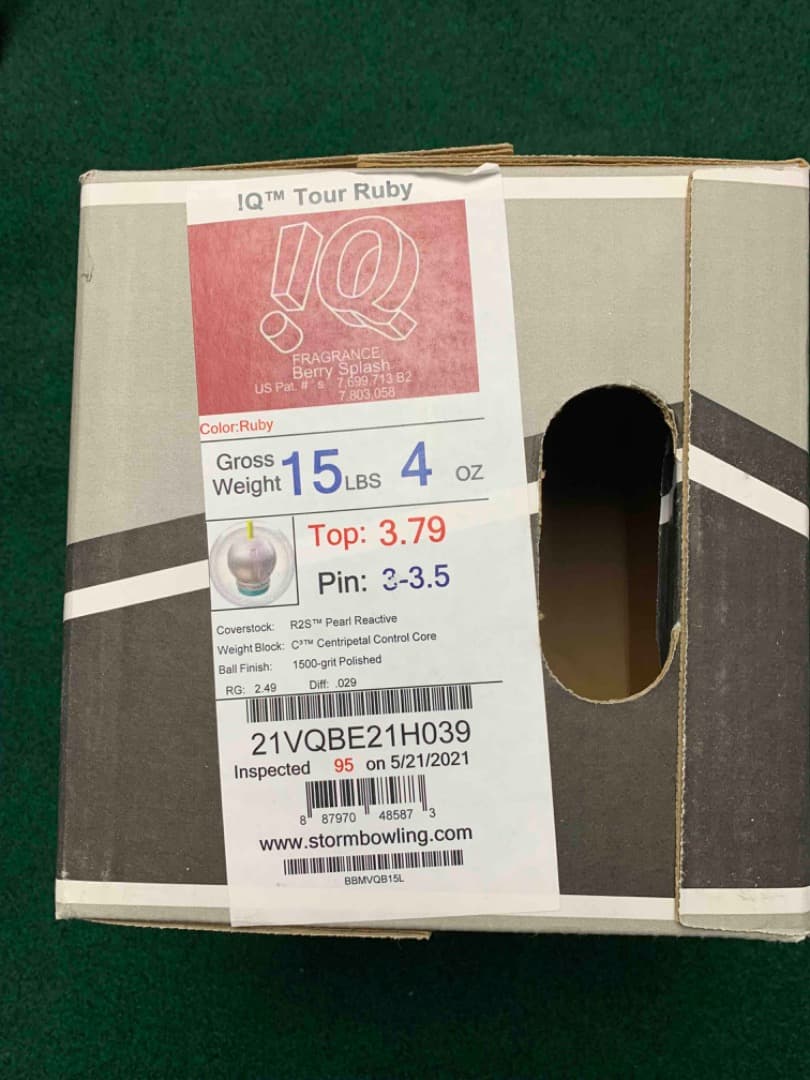 !Q™ Tour Ruby
!Q
FRAGRANCE
Berry Splash
US Pat. #'s 7,699,713 B2
7,803,058
Color:Ruby
Gross Weight 15 LBS 4 OZ
Top: 3.79
Pin: 3-3.5
Coverstock: R2S™ Pearl Reactive
Weight Block: C³™ Centripetal Control Core
Ball Finish: 1500-grit Polished
RG: 2.49 Diff: .029
21VQBE21H039
Inspected 95 on 5/21/2021
8 87970 48587 3
www.stormbowling.com
BBMVQB15L